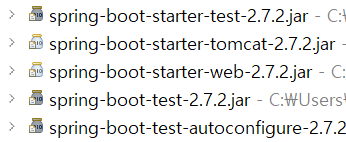 spring-boot-starter-test-2.7.2.jar - C:₩
spring-boot-starter-tomcat-2.7.2.jar -
spring-boot-starter-web-2.7.2.jar - C:
spring-boot-test-2.7.2.jar - C:₩Users₩
spring-boot-test-autoconfigure-2.7.2